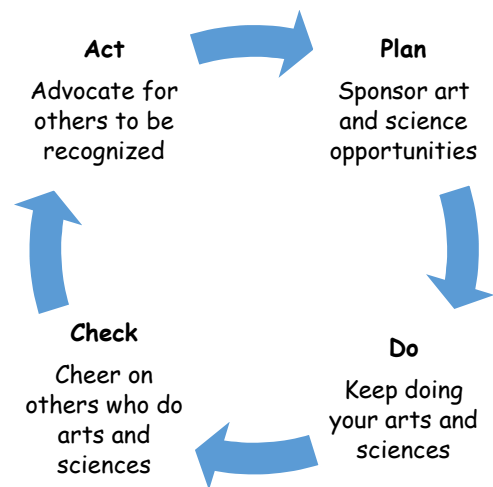 Act
Advocate for
others to be
recognized
Plan
Sponsor art
and science
opportunities
Do
Keep doing
your arts and
sciences
Check
Cheer on
others who do
arts and
sciences